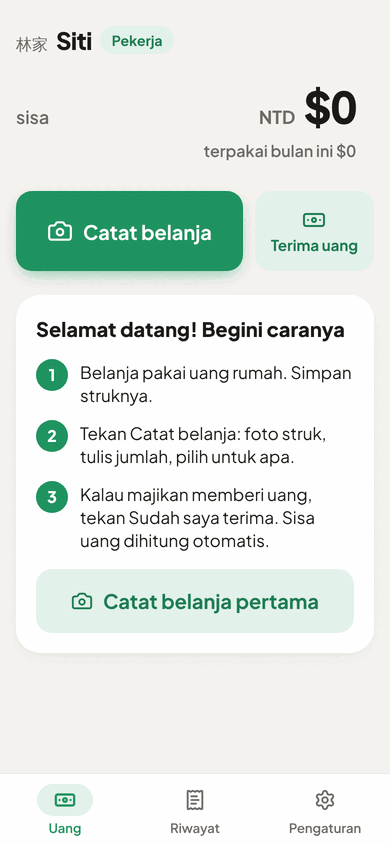 林家 Siti Pekerja
sisa NTD $0
terpakai bulan ini $0
Catat belanja
Terima uang
Selamat datang! Begini caranya
1 Belanja pakai uang rumah. Simpan
struknya.
2 Tekan Catat belanja: foto struk,
tulis jumlah, pilih untuk apa.
3 Kalau majikan memberi uang,
tekan Sudah saya terima. Sisa
uang dihitung otomatis.
Catat belanja pertama
Uang Riwayat Pengaturan